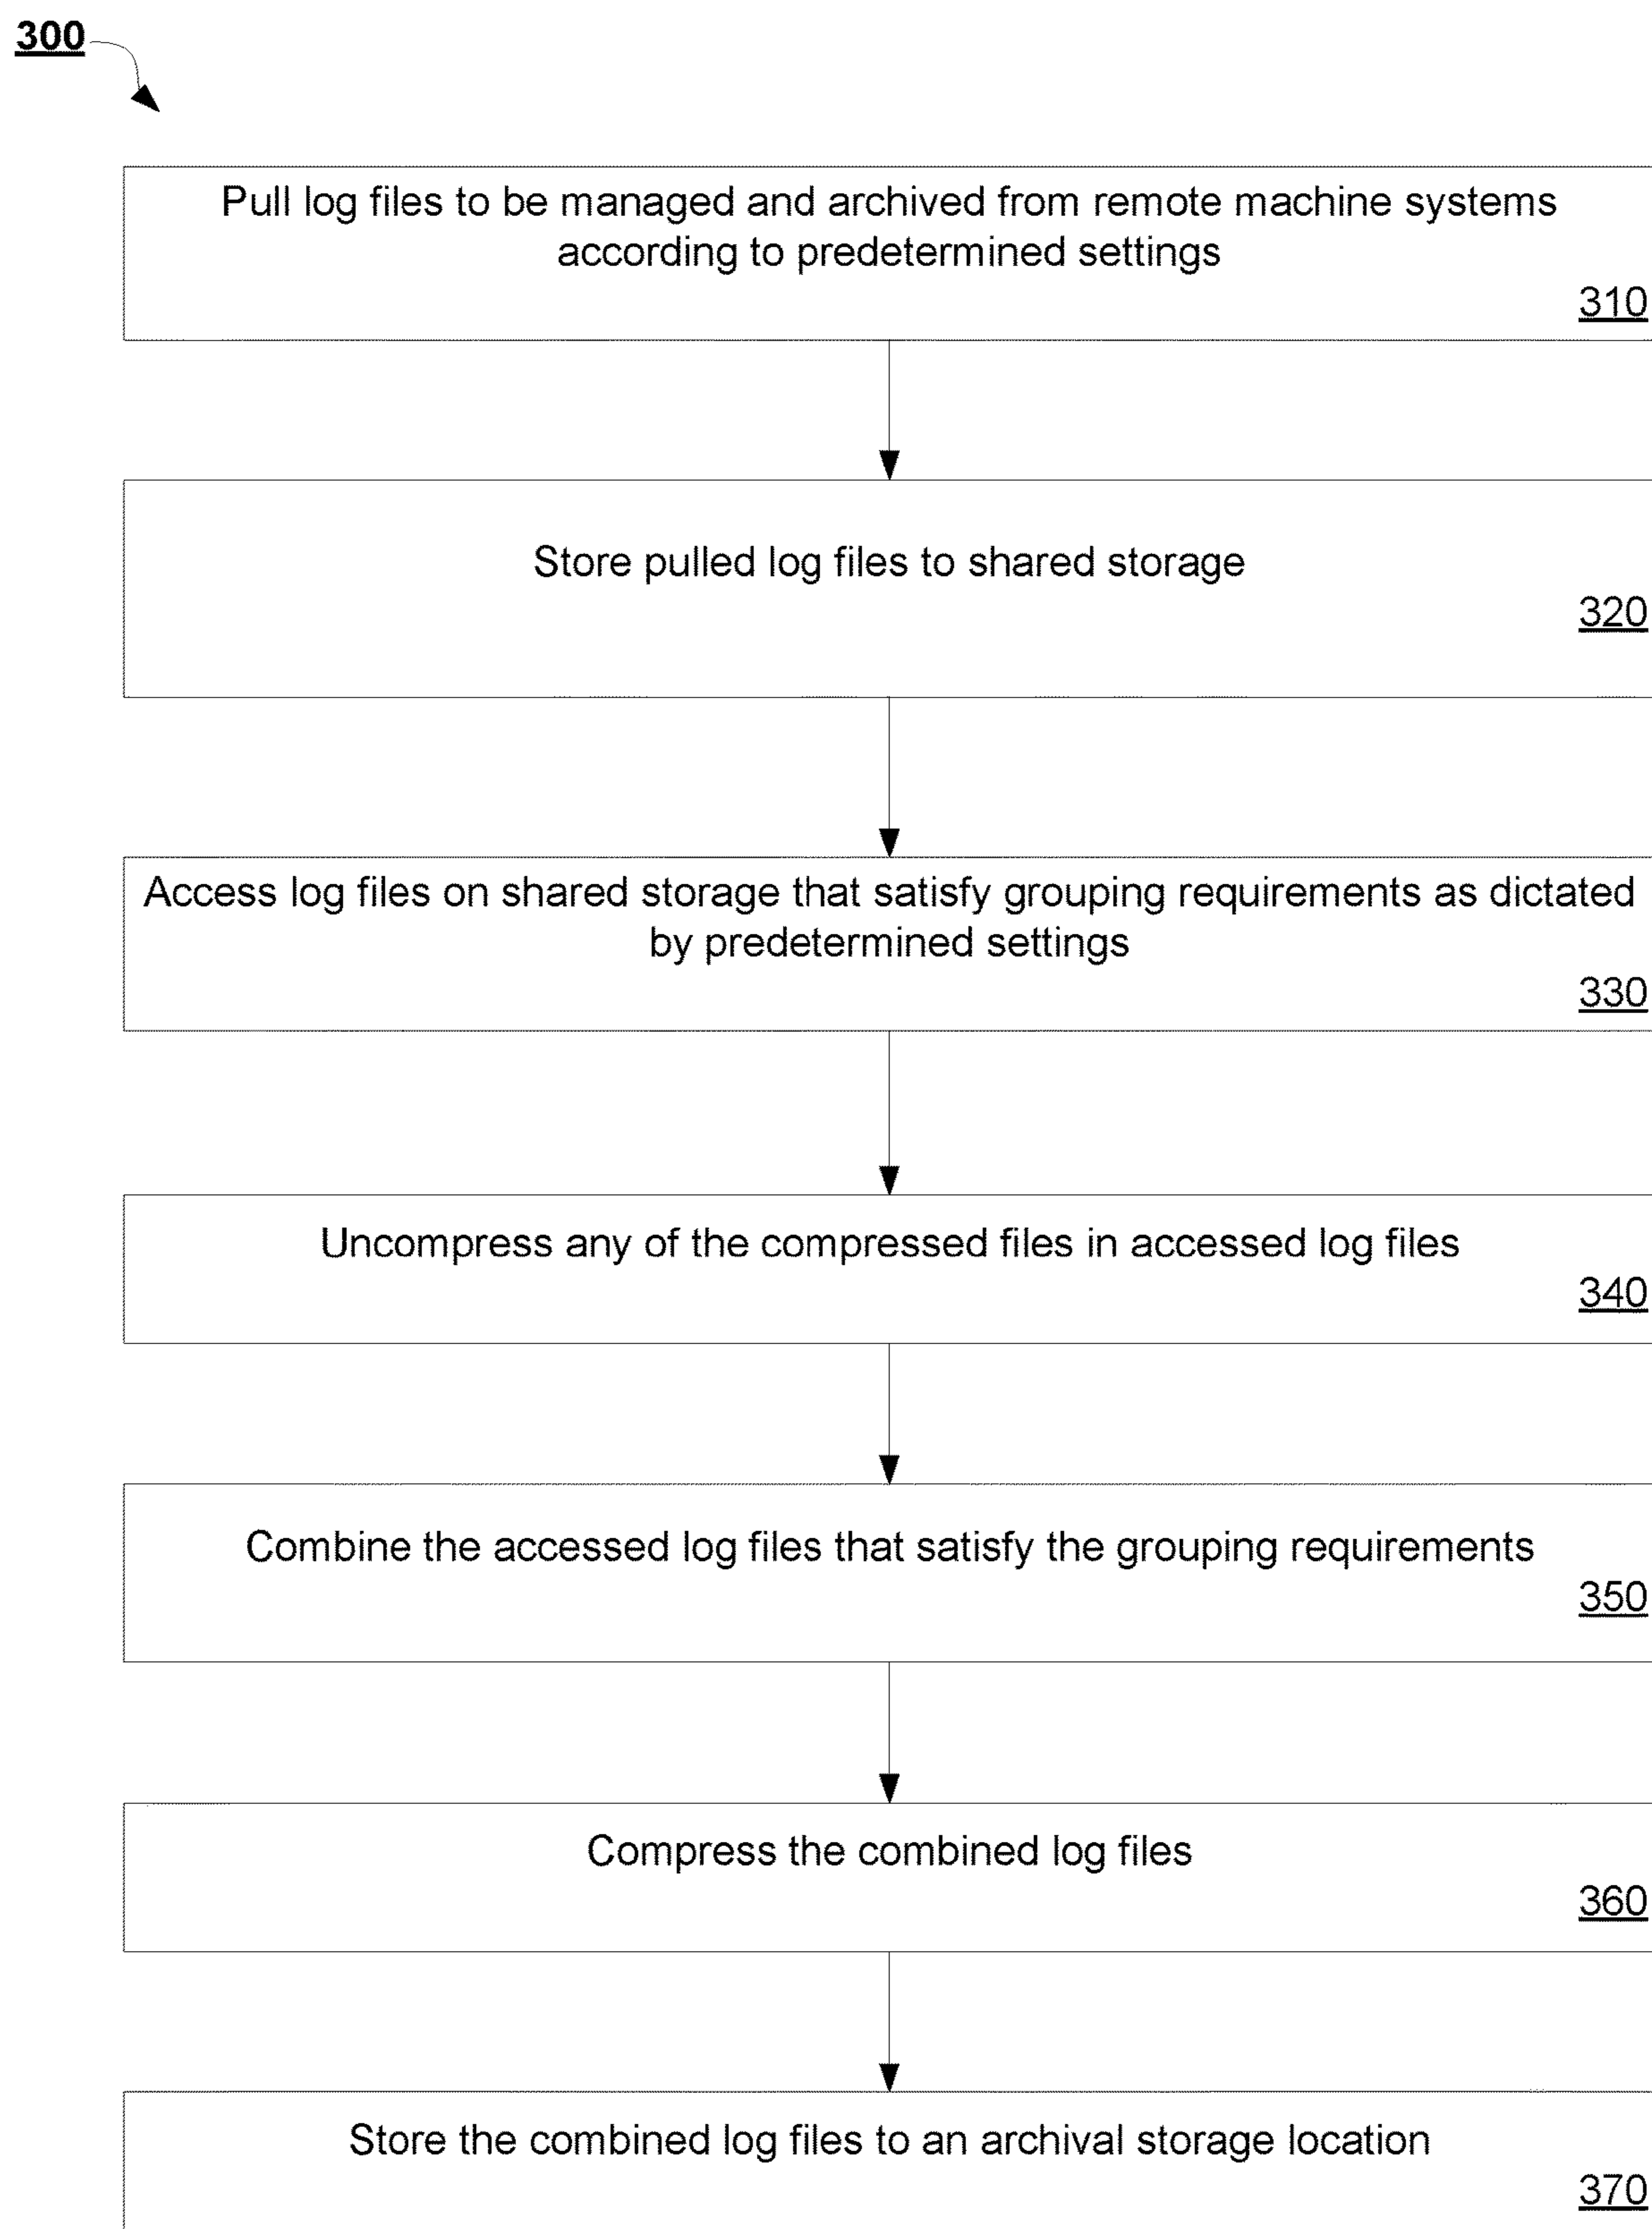 300
Pull log files to be managed and archived from remote machine systems
according to predetermined settings
310
Store pulled log files to shared storage
320
Access log files on shared storage that satisfy grouping requirements as dictated
by predetermined settings
330
Uncompress any of the compressed files in accessed log files
340
Combine the accessed log files that satisfy the grouping requirements
350
Compress the combined log files
360
Store the combined log files to an archival storage location
370